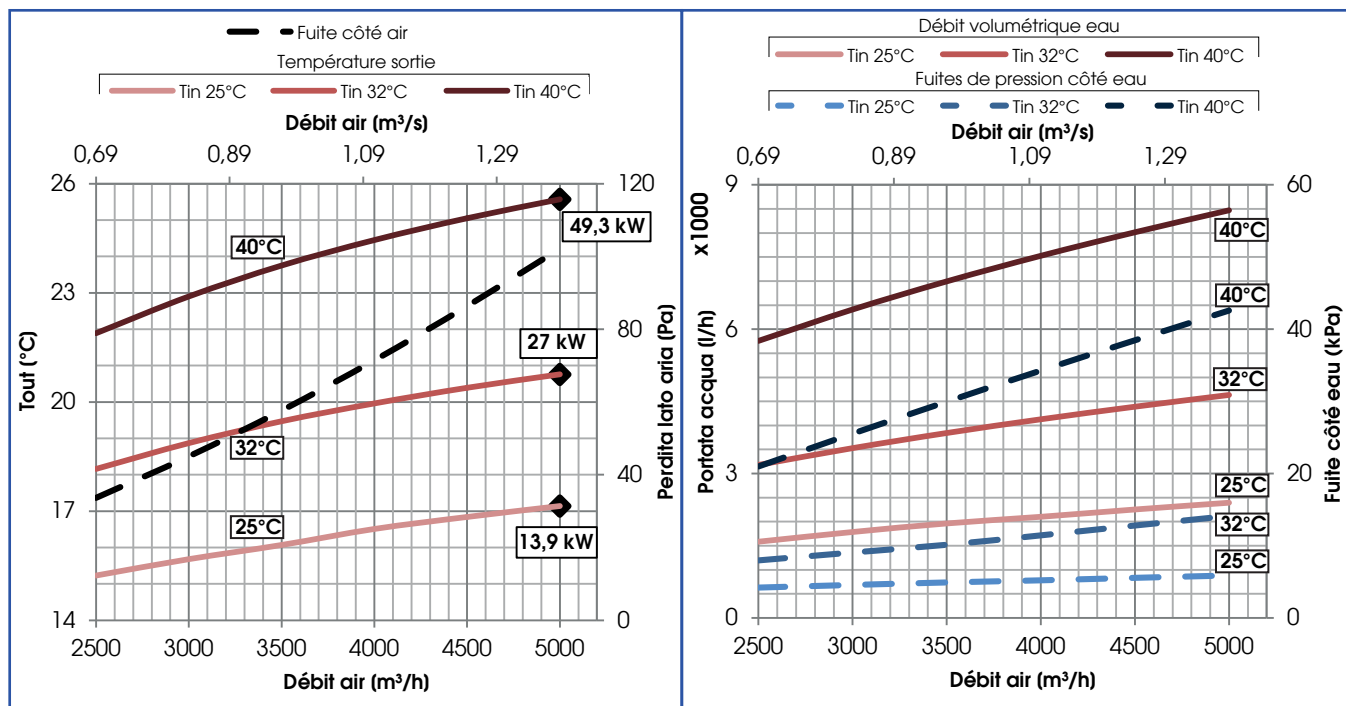 Fuite côté air
Température sortie
Tin 25°C Tin 32°C Tin 40°C
Débit air (m³/s)
0,69 0,89 1,09 1,29
26 120
49,3 kW
40°C
23
80
27 kW
20
32°C
40
17
25°C
13,9 kW
14 0
2500 3000 3500 4000 4500 5000
Débit air (m³/h)
Tout (°C)
Perdita lato aria (Pa)
Débit volumétrique eau
Tin 25°C Tin 32°C Tin 40°C
Fuites de pression côté eau
Tin 25°C Tin 32°C Tin 40°C
Débit air (m³/s)
0,69 0,89 1,09 1,29
9 60
40°C
40°C
6 40
32°C
3 20
25°C
32°C
25°C
0 0
2500 3000 3500 4000 4500 5000
Débit air (m³/h)
Portata acqua (l/h)
x1000
Fuite côté eau (kPa)